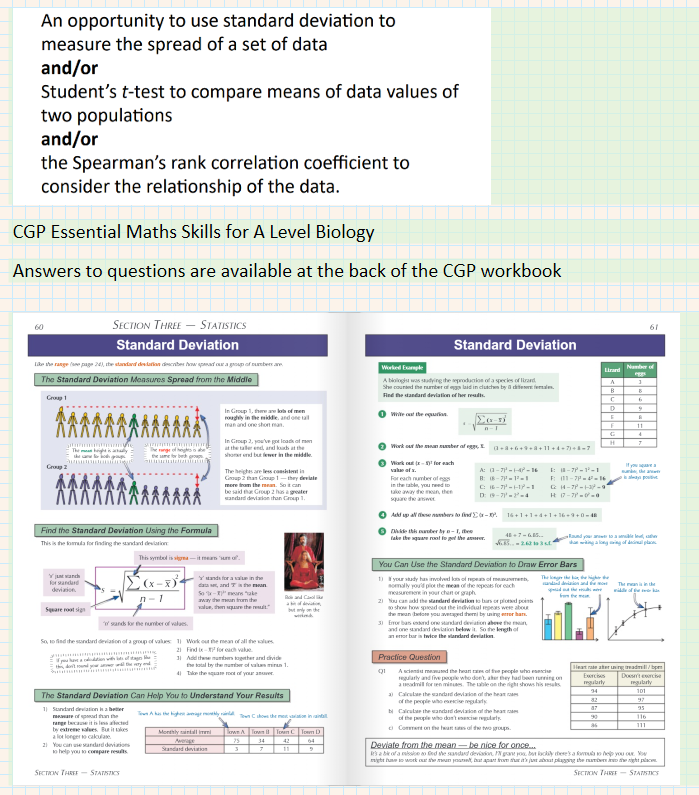 An opportunity to use standard deviation to
measure the spread of a set of data
and/or
Student's t-test to compare means of data values of
two populations
and/or
the Spearman's rank correlation coefficient to
consider the relationship of the data.
CGP Essential Maths Skills for A Level Biology
Answers to questions are available at the back of the CGP workbook
60
SECTION THREE — STATISTICS
Standard Deviation
Like the range (see page 24), the standard deviation describes how spread out a group of numbers are.
The Standard Deviation Measures Spread from the Middle
Group 1
In Group 1, there are lots of men
roughly in the middle, and one tall
man and one short man.
In Group 2, you've got loads of men
at the taller end, and loads at the
shorter end but fewer in the middle.
The mean height is actually
the same for both groups.
The range of heights is also
the same for both groups
Group 2
The heights are less consistent in
Group 2 than Group 1 — they deviate
more from the mean. So it can
be said that Group 2 has a greater
standard deviation than Group 1.
Find the Standard Deviation Using the Formula
This is the formula for finding the standard deviation:
This symbol is sigma — it means 'sum of'.
's' just stands
for standard
deviation.
s = √ ∑(x – x̅)²
n – 1
'x' stands for a value in the
data set, and 'x̅' is the mean.
So '(x – x̅)²' means "take
away the mean from the
value, then square the result."
Square root sign
'n' stands for the number of values.
Bob and Carol like
a bit of deviation,
but only on the
weekends.
So, to find the standard deviation of a group of values:
1) Work out the mean of all the values.
2) Find (x – x̅)² for each value.
3) Add these numbers together and divide
the total by the number of values minus 1.
4) Take the square root of your answer.
If you have a calculation with lots of stages like
this, don't round your answer until the very end.
The Standard Deviation Can Help You to Understand Your Results
1) Standard deviation is a better
measure of spread than the
range because it is less affected
by extreme values. But it takes
a lot longer to calculate.
2) You can use standard deviations
to help you to compare results.
Town A has the highest average monthly rainfall.
Town C shows the most variation in rainfall.
Monthly rainfall (mm) Town A Town B Town C Town D
Average 75 34 42 64
Standard deviation 3 7 11 9
SECTION THREE — STATISTICS
61
Standard Deviation
Worked Example
A biologist was studying the reproduction of a species of lizard.
She counted the number of eggs laid in clutches by 8 different females.
Find the standard deviation of her results.
Lizard Number of eggs
A 3
B 8
C 6
D 9
E 8
F 11
G 4
H 7
1 Write out the equation.
s = √ ∑(x – x̅)²
n – 1
2 Work out the mean number of eggs, x̅.
(3 + 8 + 6 + 9 + 8 + 11 + 4 + 7) ÷ 8 = 7
3 Work out (x – x̅)² for each
value of x.
For each number of eggs
in the table, you need to
take away the mean, then
square the answer.
A: (3 – 7)² = (–4)² = 16 E: (8 – 7)² = 1² = 1
B: (8 – 7)² = 1² = 1 F: (11 – 7)² = 4² = 16
C: (6 – 7)² = (–1)² = 1 G: (4 – 7)² = (–3)² = 9
D: (9 – 7)² = 2² = 4 H: (7 – 7)² = 0² = 0
If you square a
number, the answer
is always positive.
4 Add up all these numbers to find ∑(x – x̅)².
16 + 1 + 1 + 4 + 1 + 16 + 9 + 0 = 48
5 Divide this number by n – 1, then
take the square root to get the answer.
48 ÷ 7 = 6.85...
√6.85... = 2.62 to 3 s.f.
Round your answer to a sensible level, rather
than writing a long string of decimal places.
You Can Use the Standard Deviation to Draw Error Bars
1) If your study has involved lots of repeats of measurements,
normally you'd plot the mean of the repeats for each
measurement in your chart or graph.
2) You can add the standard deviation to bars or plotted points
to show how spread out the individual repeats were about
the mean (before you averaged them) by using error bars.
3) Error bars extend one standard deviation above the mean,
and one standard deviation below it. So the length of
an error bar is twice the standard deviation.
The longer the bar, the higher the
standard deviation and the more
spread out the results were
from the mean.
The mean is in the
middle of the error bar.
Practice Question
Q1 A scientist measured the heart rates of five people who exercise
regularly and five people who don't, after they had been running on
a treadmill for ten minutes. The table on the right shows his results.
a) Calculate the standard deviation of the heart rates
of the people who exercise regularly.
b) Calculate the standard deviation of the heart rates
of the people who don't exercise regularly.
c) Comment on the heart rates of the two groups.
Heart rate after using treadmill / bpm
Exercises regularly Doesn't exercise regularly
94 101
82 97
87 95
90 116
86 111
Deviate from the mean — be nice for once...
It's a bit of a mission to find the standard deviation, I'll grant you, but luckily there's a formula to help you out. You
might have to work out the mean yourself, but apart from that it's just about plugging the numbers into the right places.
SECTION THREE — STATISTICS